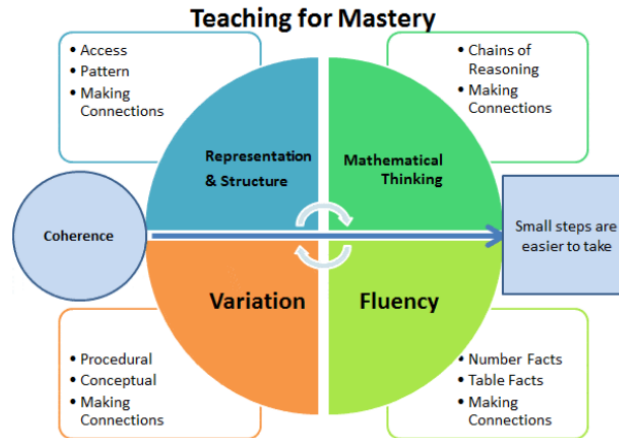 Teaching for Mastery
• Access
• Pattern
• Making
Connections
• Chains of
Reasoning
• Making
Connections
Representation
& Structure
Mathematical
Thinking
Coherence
Small steps are
easier to take
Variation
Fluency
• Procedural
• Conceptual
• Making
Connections
• Number Facts
• Table Facts
• Making
Connections